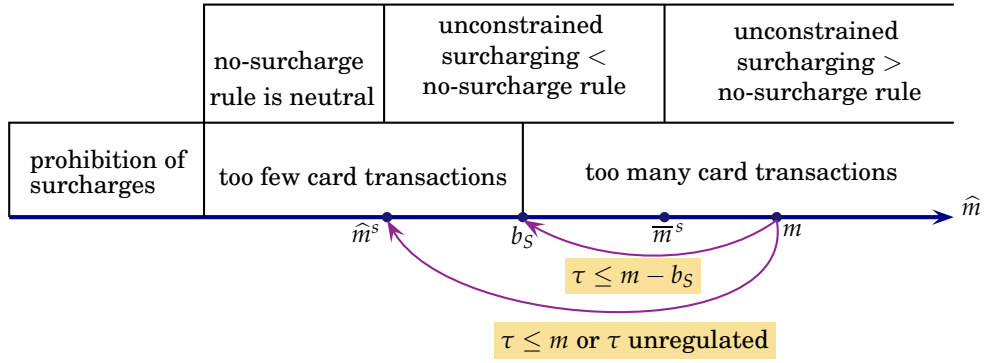 no-surcharge
rule is neutral
unconstrained
surcharging <
no-surcharge rule
unconstrained
surcharging >
no-surcharge rule
prohibition of
surcharges
too few card transactions
too many card transactions
m̂
m̂ˢ
b_S
m̅ˢ
m
τ ≤ m − b_S
τ ≤ m or τ unregulated